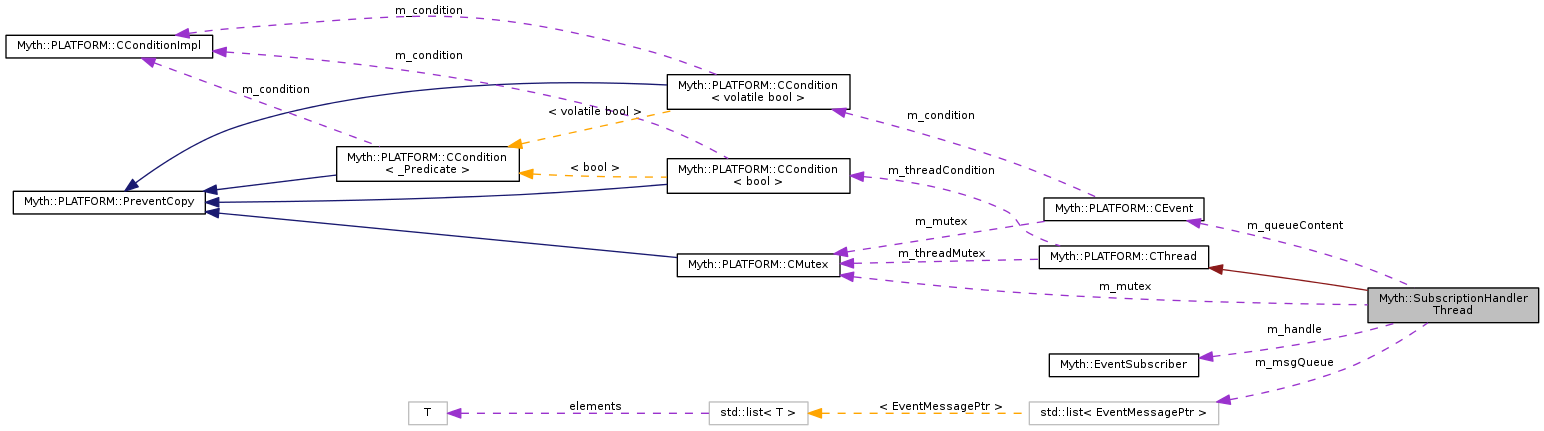 m_condition
Myth::PLATFORM::CConditionImpl
m_condition
m_condition
Myth::PLATFORM::CCondition
< volatile bool >
< volatile bool >
m_condition
Myth::PLATFORM::CCondition
< _Predicate >
< bool >
Myth::PLATFORM::CCondition
< bool >
m_threadCondition
Myth::PLATFORM::PreventCopy
Myth::PLATFORM::CEvent
m_mutex
m_queueContent
m_threadMutex
Myth::PLATFORM::CThread
Myth::PLATFORM::CMutex
m_mutex
Myth::SubscriptionHandler
Thread
m_handle
Myth::EventSubscriber
m_msgQueue
T
elements
std::list< T >
< EventMessagePtr >
std::list< EventMessagePtr >